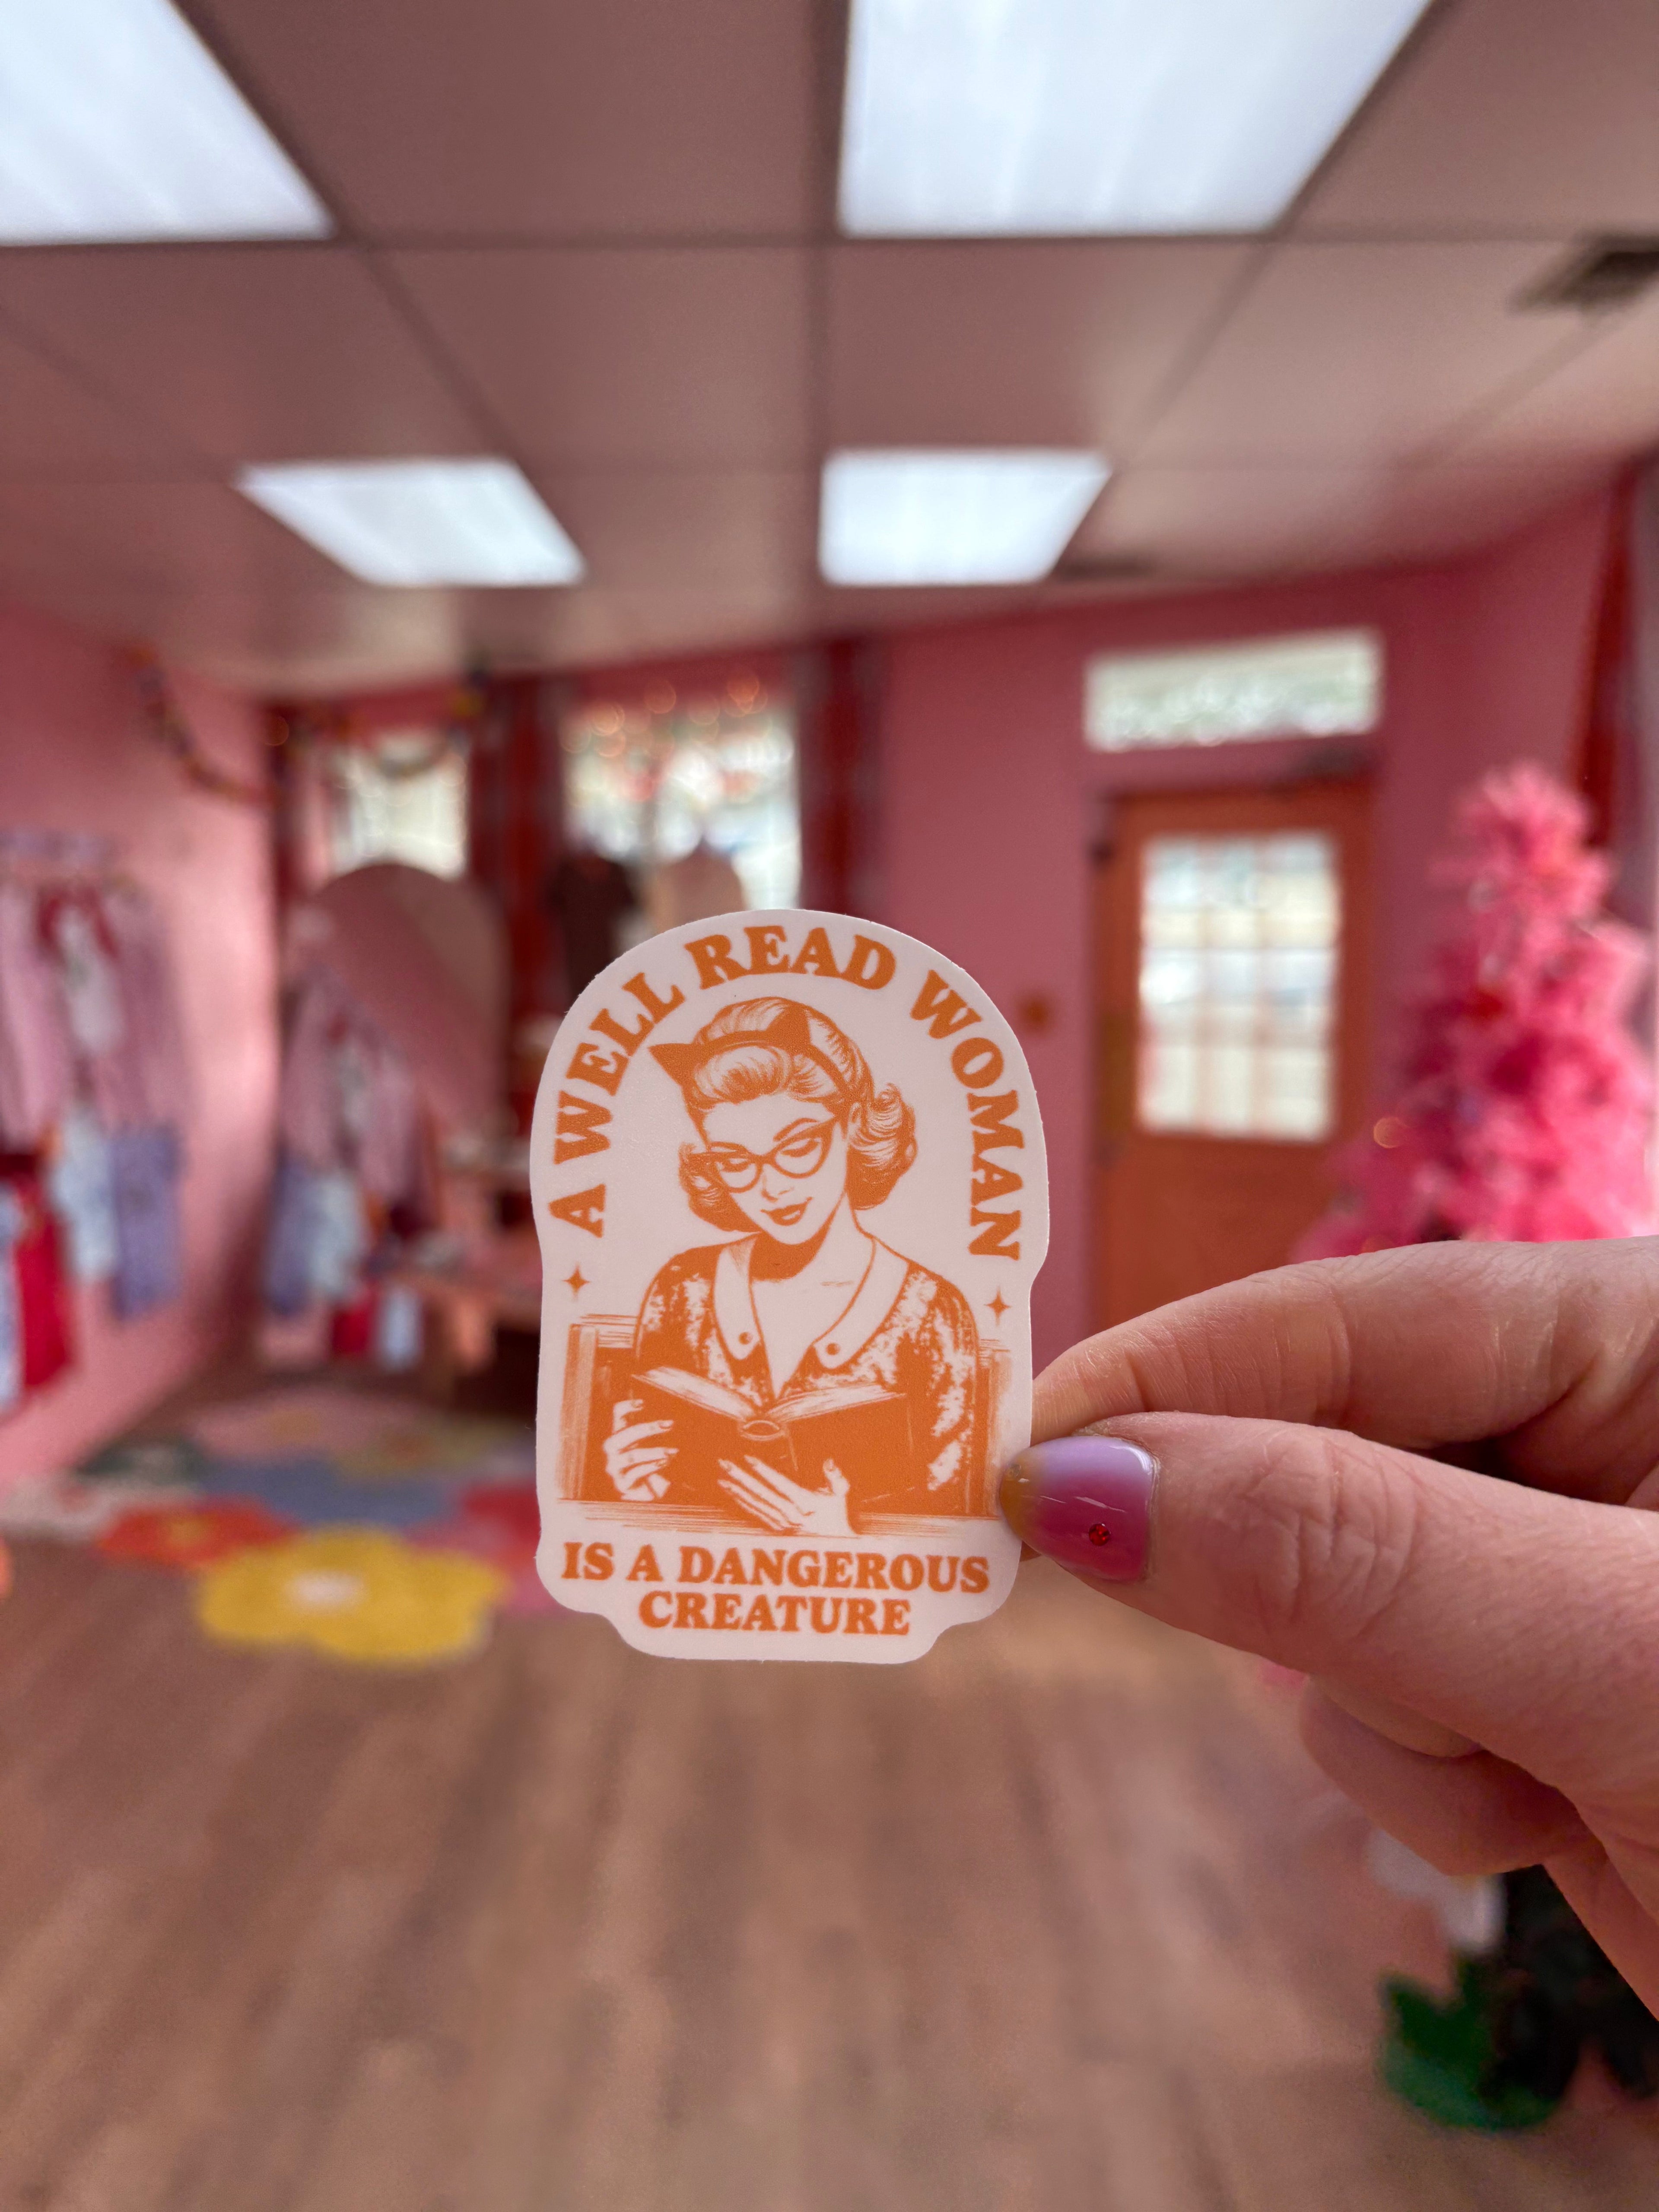 A WELL READ WOMAN
IS A DANGEROUS
CREATURE